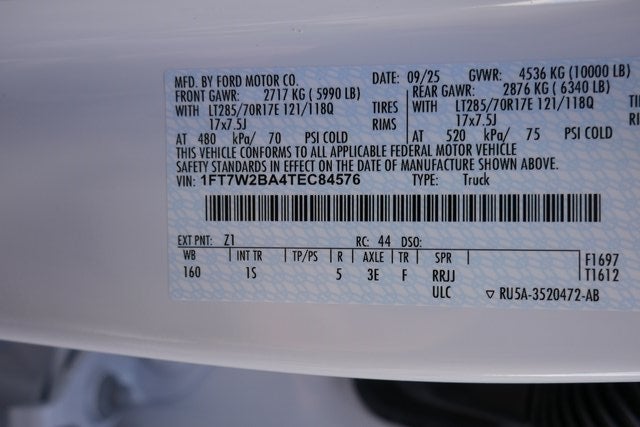 MFD. BY FORD MOTOR CO. DATE: 09/25 GVWR: 4536 KG (10000 LB)
FRONT GAWR: 2717 KG ( 5990 LB) REAR GAWR: 2876 KG ( 6340 LB)
WITH LT285/70R17E 121/118Q TIRES WITH LT285/70R17E 121/118Q TIRES
17x7.5J RIMS 17x7.5J RIMS
AT 480 kPa/ 70 PSI COLD AT 520 kPa/ 75 PSI COLD
THIS VEHICLE CONFORMS TO ALL APPLICABLE FEDERAL MOTOR VEHICLE
SAFETY STANDARDS IN EFFECT ON THE DATE OF MANUFACTURE SHOWN ABOVE.
VIN: 1FT7W2BA4TEC84576 TYPE: Truck
EXT PNT: Z1 RC: 44 DSO:
WB INT TR TP/PS R AXLE TR SPR F1697
160 1S 5 3E F RRJJ T1612
ULC ▽ RU5A-3520472-AB